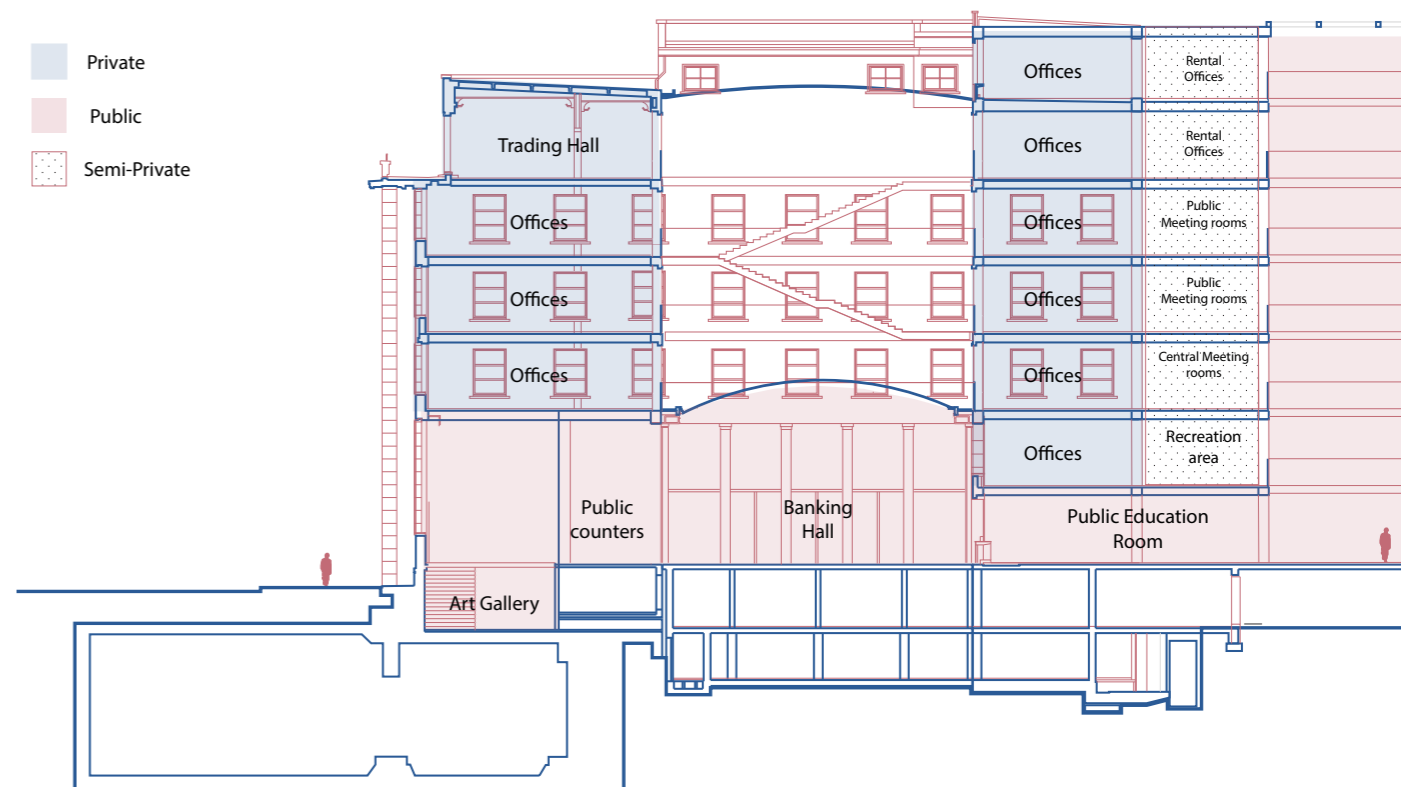 Private
Public
Semi-Private
Offices
Rental
Offices
Trading Hall
Offices
Rental
Offices
Offices
Offices
Public
Meeting rooms
Offices
Offices
Public
Meeting rooms
Offices
Offices
Central Meeting
rooms
Offices
Recreation
area
Public
counters
Banking
Hall
Public Education
Room
Art Gallery